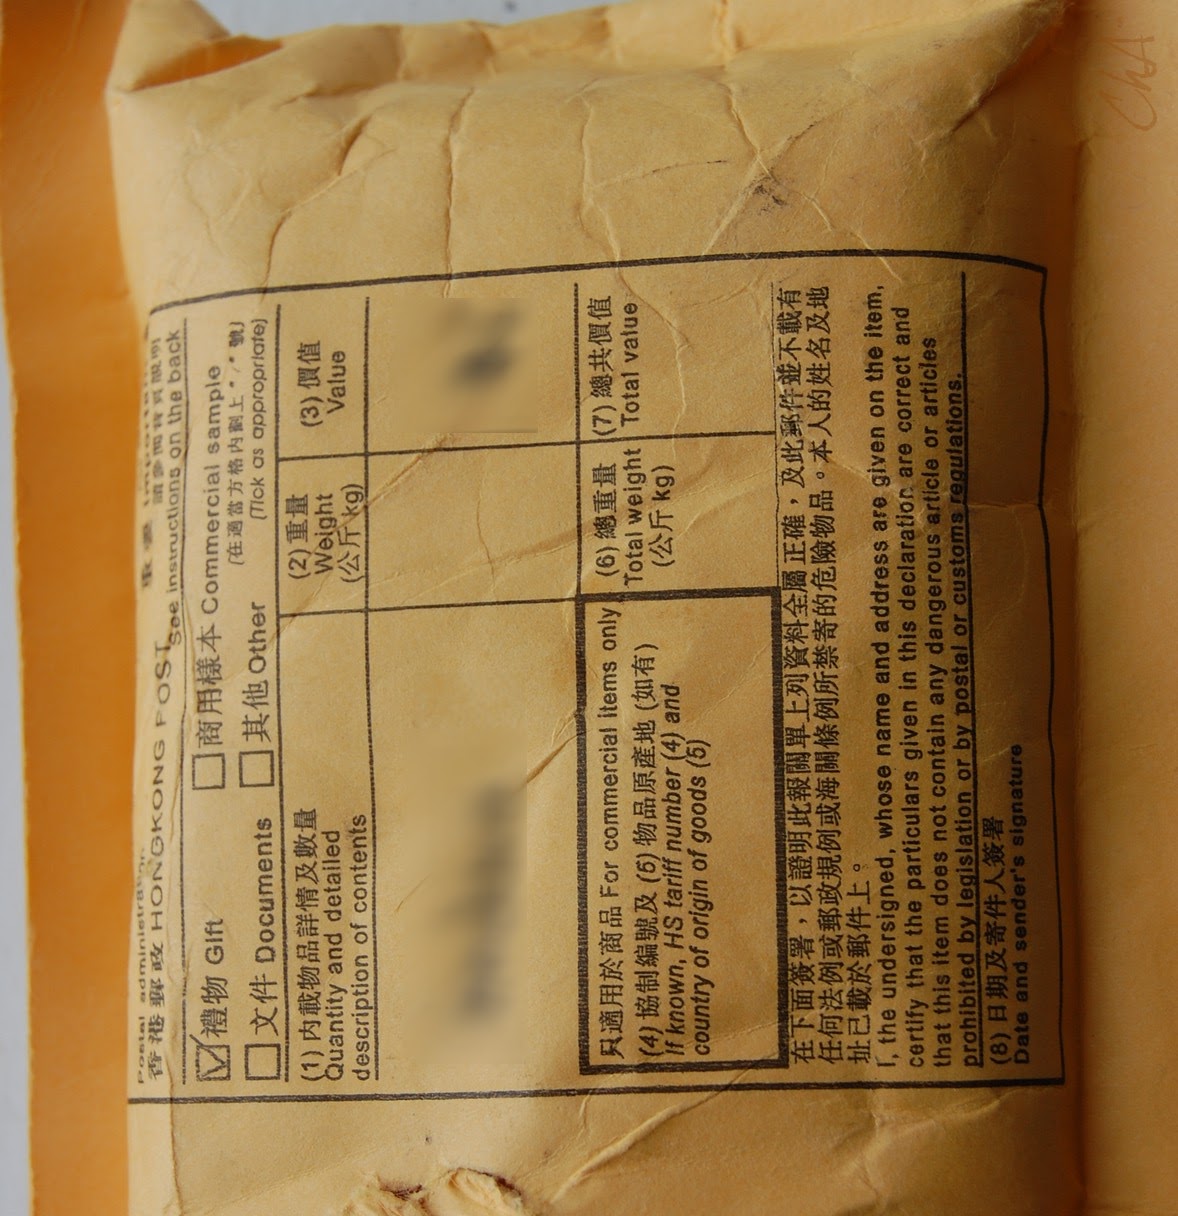 Postal administration
香港郵政 HONGKONG POST
重要 Important
請參閱背頁說明
See instructions on the back
禮物 Gift
商用樣本 Commercial sample
文件 Documents
其他 Other
(在適當方格內劃上“✓”號)
(Tick as appropriate)
(1) 內載物品詳情及數量
Quantity and detailed
description of contents
(2) 重量
Weight
(公斤 kg)
(3) 價值
Value
只適用於商品 For commercial items only
(4) 協制編號及 (5) 物品原產地 (如有)
If known, HS tariff number (4) and
country of origin of goods (5)
(6) 總重量
Total weight
(公斤 kg)
(7) 總共價值
Total value
在下面簽署，以證明此報關單上列資料全屬正確，及此郵件並不載有
任何法例或郵政規例或海關條例所禁寄的危險物品。本人的姓名及地
址已載於郵件上。
I, the undersigned, whose name and address are given on the item,
certify that the particulars given in this declaration are correct and
that this item does not contain any dangerous article or articles
prohibited by legislation or by postal or customs regulations.
(8) 日期及寄件人簽署
Date and sender's signature